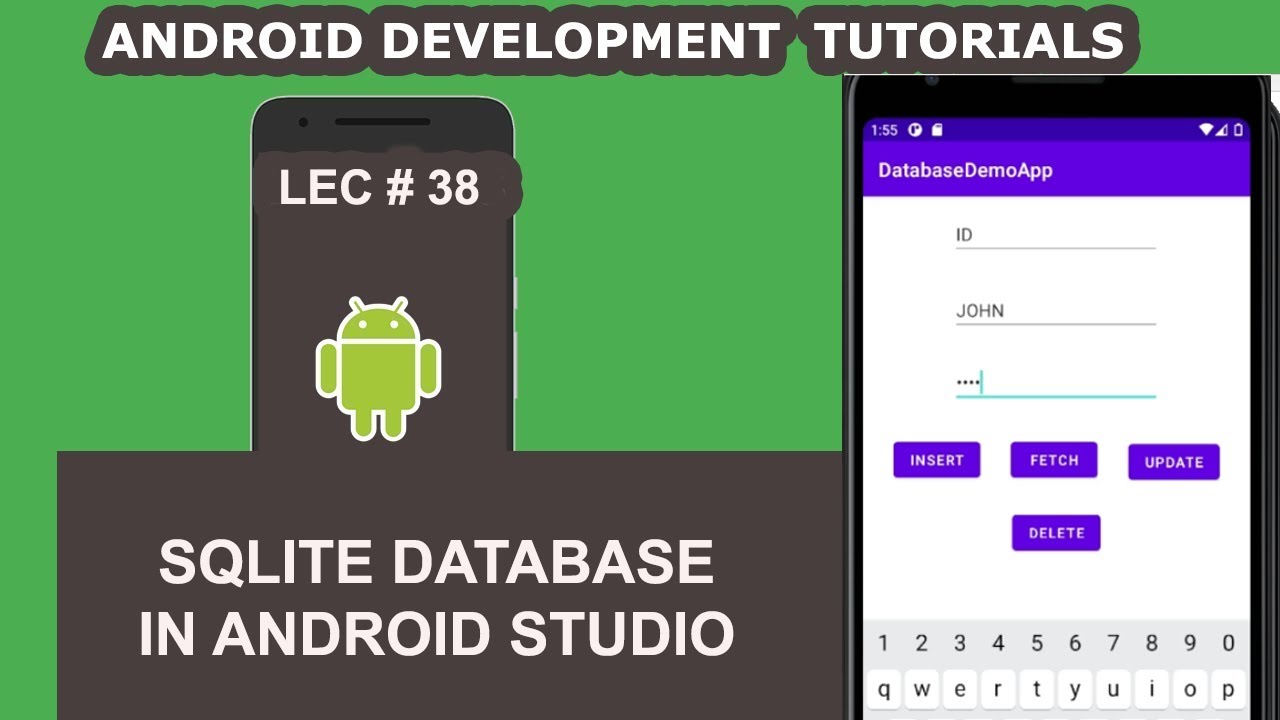 ANDROID DEVELOPMENT TUTORIALS
LEC # 38
SQLITE DATABASE
IN ANDROID STUDIO
1:55
DatabaseDemoApp
ID
JOHN
••••
INSERT FETCH UPDATE
DELETE
1 2 3 4 5 6 7 8 9 0
q w e r t y u i o p